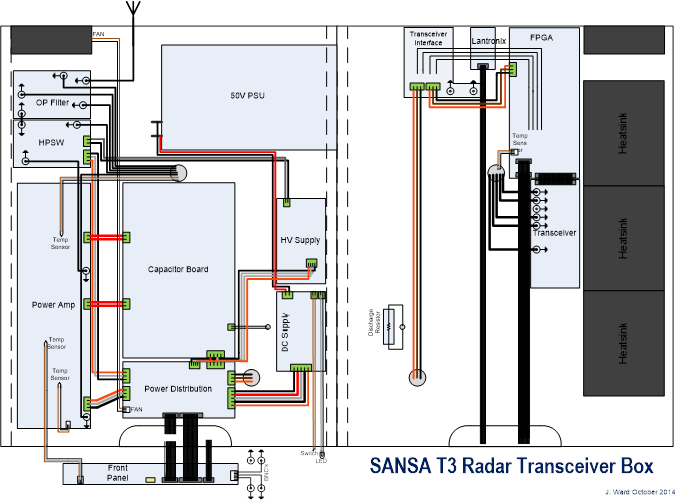 FAN
Transceiver
Interface
Lantronix
FPGA
OP Filter
50V PSU
HPSW
Temp
Sens
or
Heatsink
Temp
Sensor
HV Supply
Transceiver
Heatsink
Capacitor Board
Power Amp
DC Supply
Discharge
Resistor
Temp
Sensor
Heatsink
Temp
Sensor
Power Distribution
FAN
Switch
LED
Front
Panel
BNC's
SANSA T3 Radar Transceiver Box
J. Ward October 2014